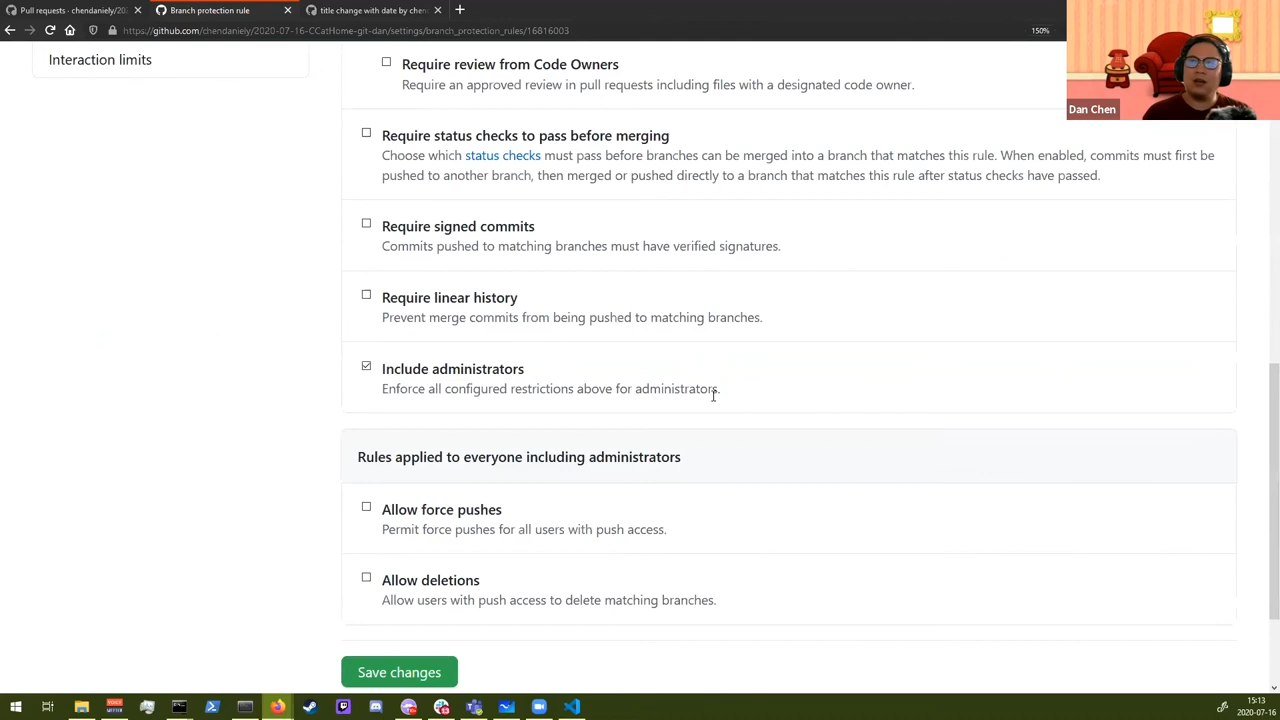 Pull requests · chendaniely/20
Branch protection rule
title change with date by chen
https://github.com/chendaniely/2020-07-16-CCatHome-git-dan/settings/branch_protection_rules/16816003
150%
Dan Chen
Interaction limits
Require review from Code Owners
Require an approved review in pull requests including files with a designated code owner.
Require status checks to pass before merging
Choose which status checks must pass before branches can be merged into a branch that matches this rule. When enabled, commits must first be
pushed to another branch, then merged or pushed directly to a branch that matches this rule after status checks have passed.
Require signed commits
Commits pushed to matching branches must have verified signatures.
Require linear history
Prevent merge commits from being pushed to matching branches.
Include administrators
Enforce all configured restrictions above for administrators.
Rules applied to everyone including administrators
Allow force pushes
Permit force pushes for all users with push access.
Allow deletions
Allow users with push access to delete matching branches.
Save changes
15:13
2020-07-16